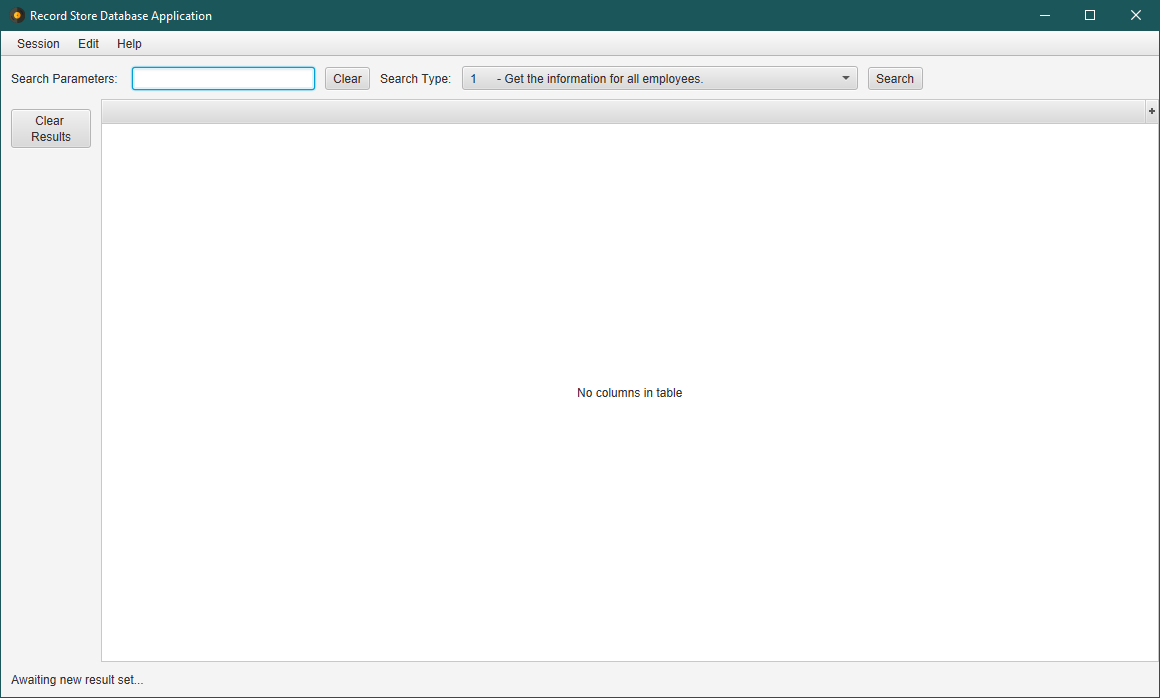 Record Store Database Application
Session Edit Help
Search Parameters: Clear Search Type: 1 - Get the information for all employees. Search
+
Clear
Results
No columns in table
Awaiting new result set...